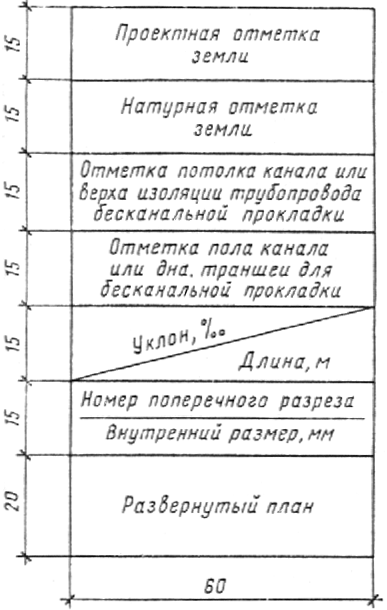 15
Проектная отметка
земли
15
Натурная отметка
земли
15
Отметка потолка канала или
верха изоляции трубопровода
бесканальной прокладки
15
Отметка пола канала
или дна. траншеи для
бесканальной прокладки
15
Уклон, ‰
Длина, м
15
Номер поперечного разреза
Внутренний размер, мм
20
Развернутый план
60